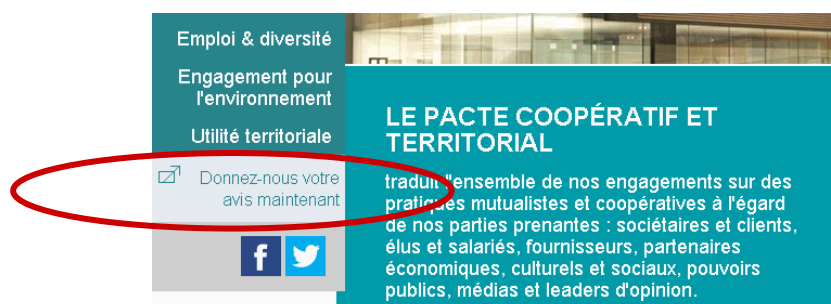 Emploi & diversité
Engagement pour
l'environnement
Utilité territoriale
Donnez-nous votre
avis maintenant
LE PACTE COOPÉRATIF ET
TERRITORIAL
traduit l'ensemble de nos engagements sur des
pratiques mutualistes et coopératives à l'égard
de nos parties prenantes : sociétaires et clients,
élus et salariés, fournisseurs, partenaires
économiques, culturels et sociaux, pouvoirs
publics, médias et leaders d'opinion.